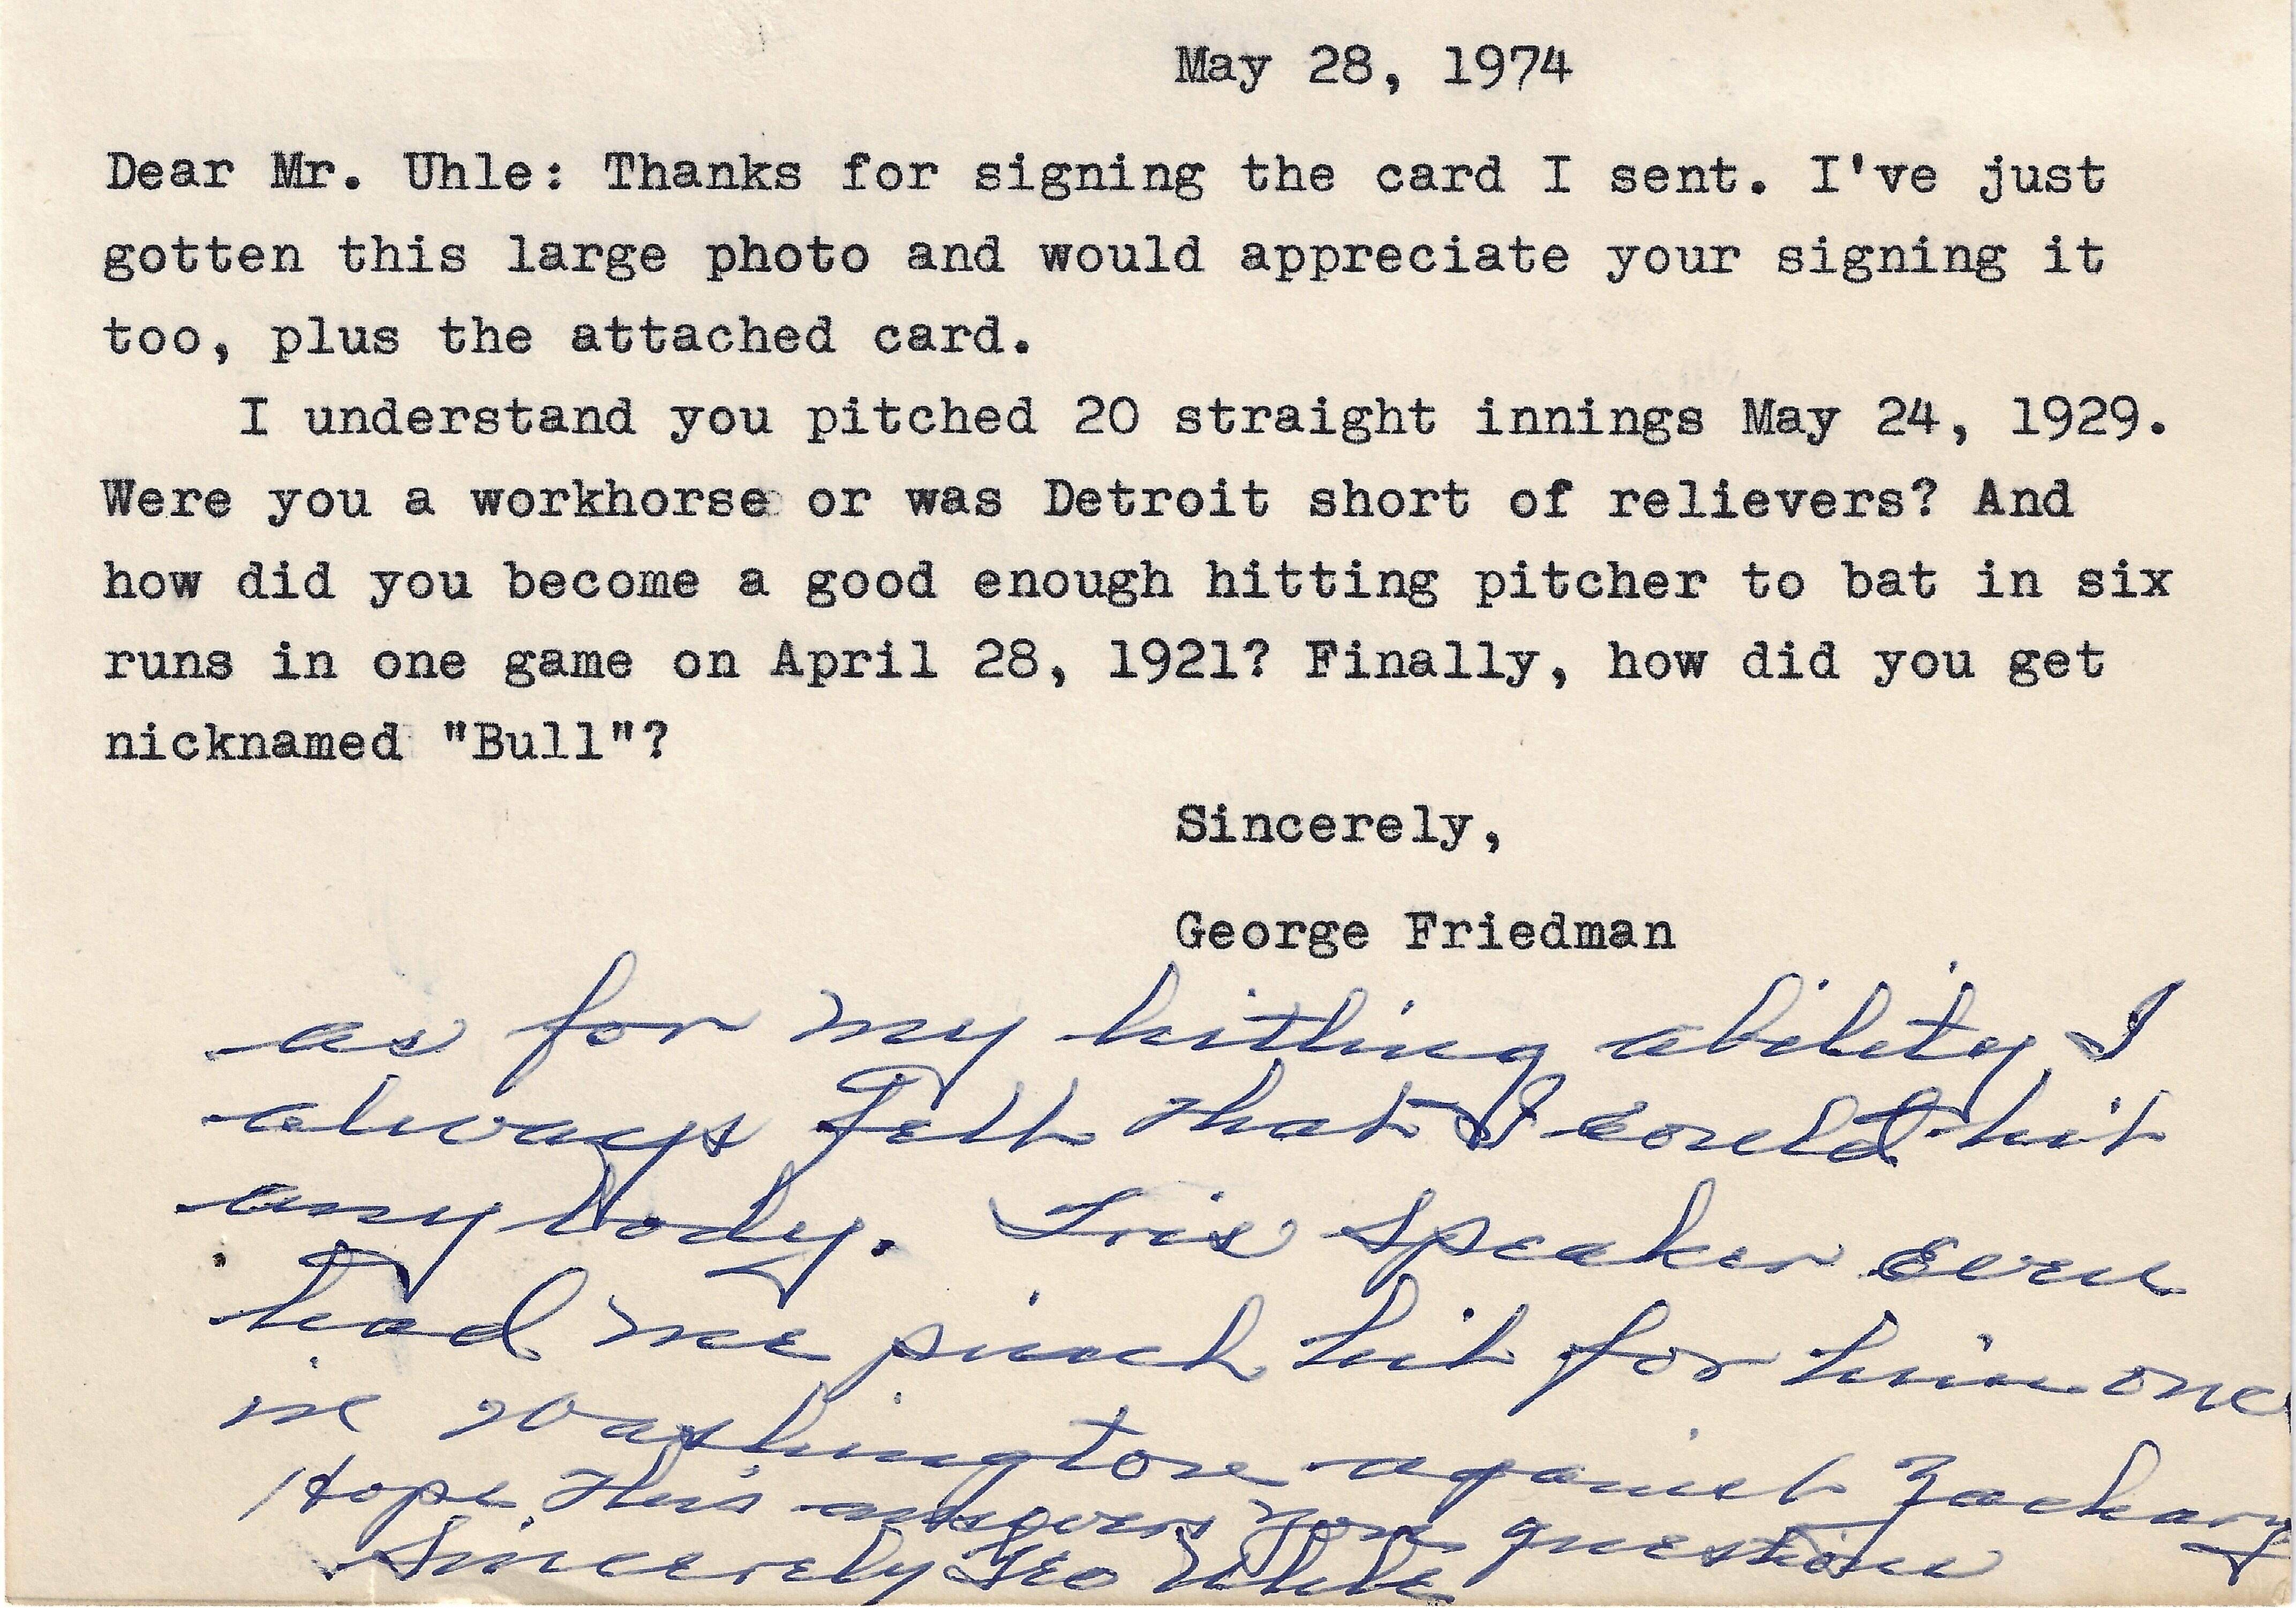 May 28, 1974
Dear Mr. Uhle: Thanks for signing the card I sent. I've just
gotten this large photo and would appreciate your signing it
too, plus the attached card.
I understand you pitched 20 straight innings May 24, 1929.
Were you a workhorse or was Detroit short of relievers? And
how did you become a good enough hitting pitcher to bat in six
runs in one game on April 28, 1921? Finally, how did you get
nicknamed "Bull"?
Sincerely,
George Friedman
as for my hitting ability I
always felt that I could hit
anybody. Tris Speaker even
had me pinch hit for him once
in Washington against Zachary
Hope this answers your question
Sincerely Geo Uhle